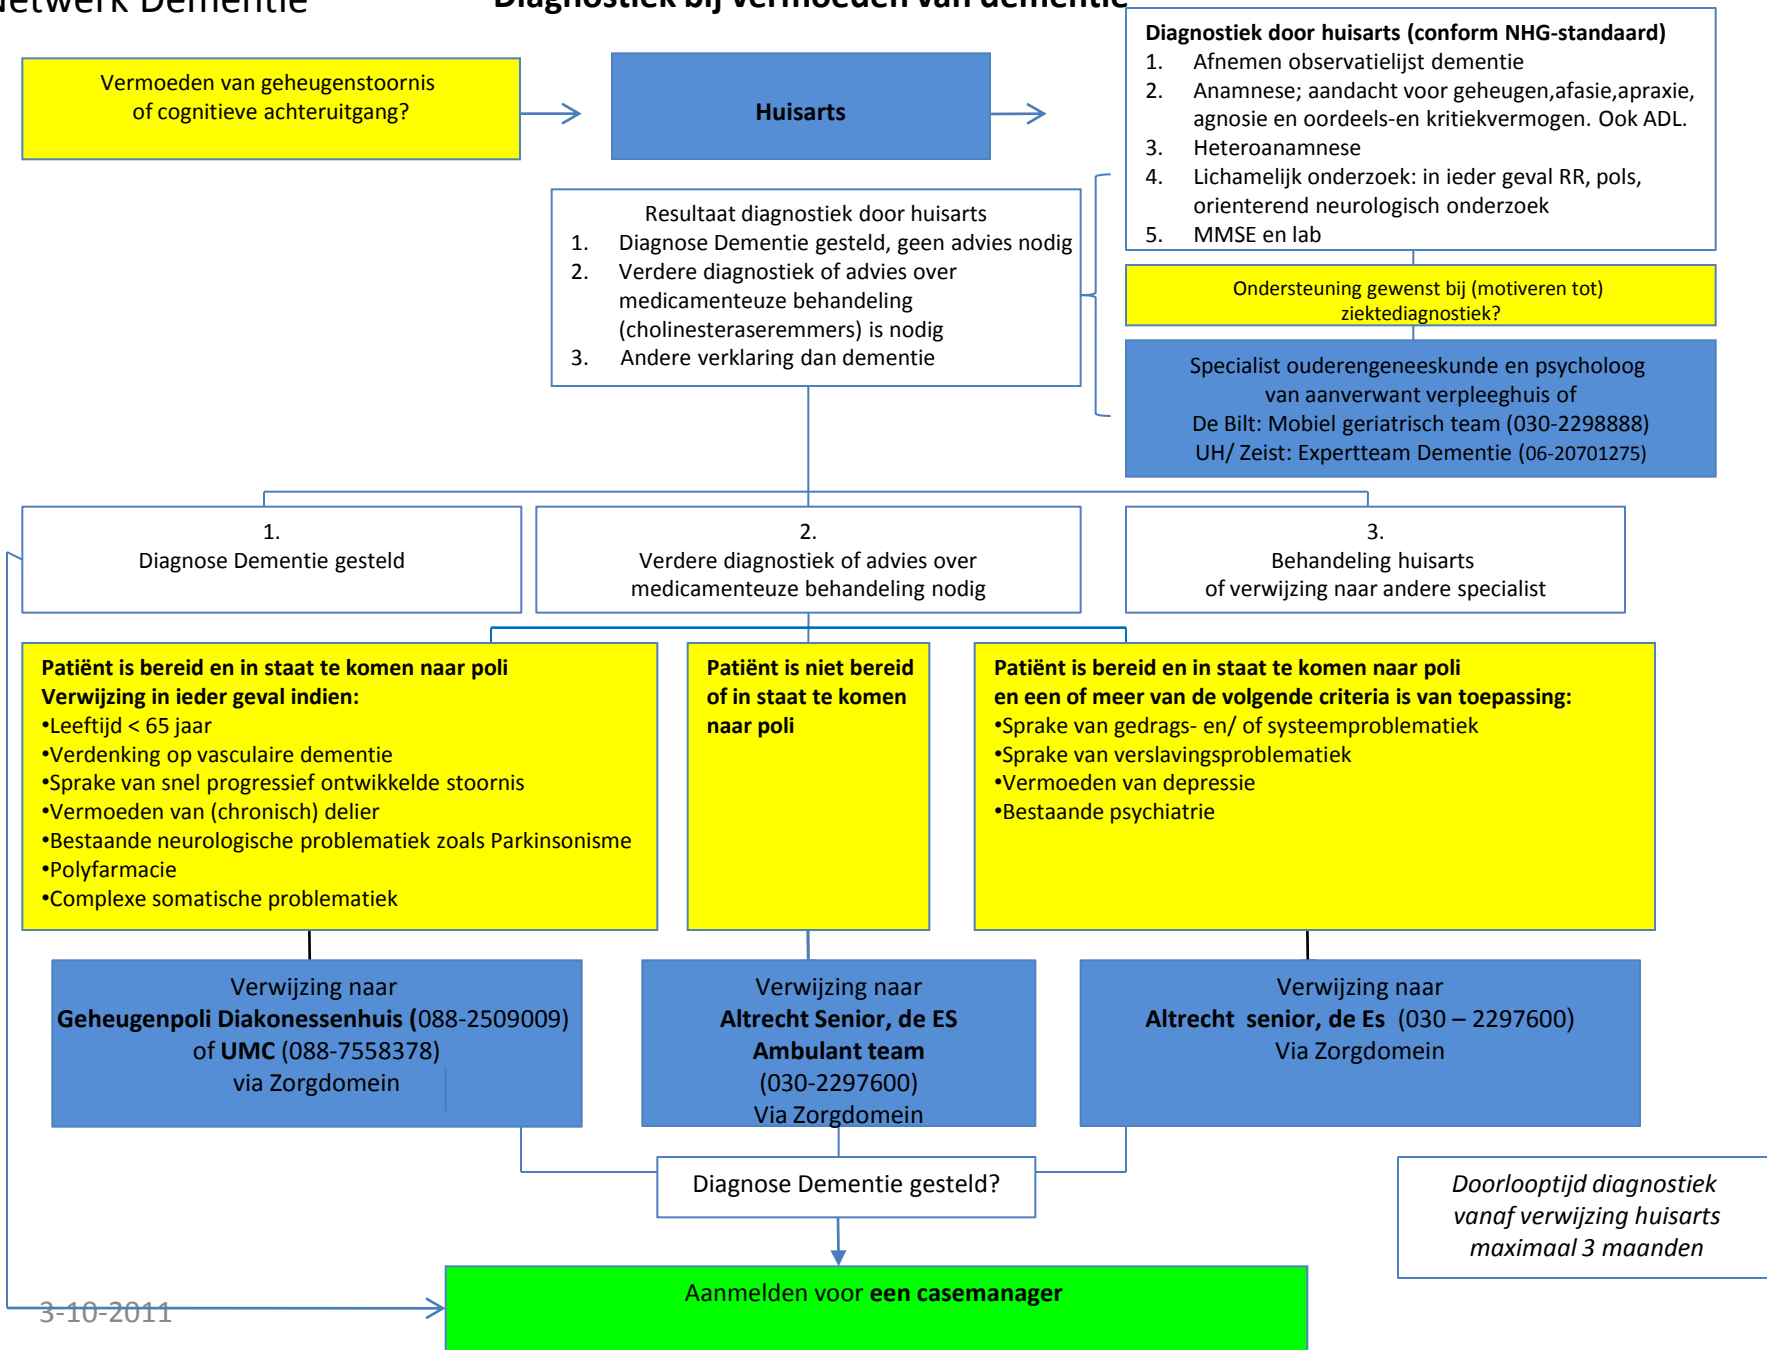 Netwerk Dementie
Diagnostiek bij vermoeden van dementie
Vermoeden van geheugenstoornis
of cognitieve achteruitgang?
Huisarts
Diagnostiek door huisarts (conform NHG-standaard)
1. Afnemen observatielijst dementie
2. Anamnese; aandacht voor geheugen,afasie,apraxie,
agnosie en oordeels-en kritiekvermogen. Ook ADL.
3. Heteroanamnese
4. Lichamelijk onderzoek: in ieder geval RR, pols,
orienterend neurologisch onderzoek
5. MMSE en lab
Resultaat diagnostiek door huisarts
1. Diagnose Dementie gesteld, geen advies nodig
2. Verdere diagnostiek of advies over
medicamenteuze behandeling
(cholinesteraseremmers) is nodig
3. Andere verklaring dan dementie
Ondersteuning gewenst bij (motiveren tot)
ziektediagnostiek?
Specialist ouderengeneeskunde en psycholoog
van aanverwant verpleeghuis of
De Bilt: Mobiel geriatrisch team (030-2298888)
UH/ Zeist: Expertteam Dementie (06-20701275)
1.
Diagnose Dementie gesteld
2.
Verdere diagnostiek of advies over
medicamenteuze behandeling nodig
3.
Behandeling huisarts
of verwijzing naar andere specialist
Patiënt is bereid en in staat te komen naar poli
Verwijzing in ieder geval indien:
•Leeftijd < 65 jaar
•Verdenking op vasculaire dementie
•Sprake van snel progressief ontwikkelde stoornis
•Vermoeden van (chronisch) delier
•Bestaande neurologische problematiek zoals Parkinsonisme
•Polyfarmacie
•Complexe somatische problematiek
Patiënt is niet bereid
of in staat te komen
naar poli
Patiënt is bereid en in staat te komen naar poli
en een of meer van de volgende criteria is van toepassing:
•Sprake van gedrags- en/ of systeemproblematiek
•Sprake van verslavingsproblematiek
•Vermoeden van depressie
•Bestaande psychiatrie
Verwijzing naar
Geheugenpoli Diakonessenhuis (088-2509009)
of UMC (088-7558378)
via Zorgdomein
Verwijzing naar
Altrecht Senior, de ES
Ambulant team
(030-2297600)
Via Zorgdomein
Verwijzing naar
Altrecht senior, de Es (030 – 2297600)
Via Zorgdomein
Diagnose Dementie gesteld?
Doorlooptijd diagnostiek
vanaf verwijzing huisarts
maximaal 3 maanden
Aanmelden voor een casemanager
3-10-2011